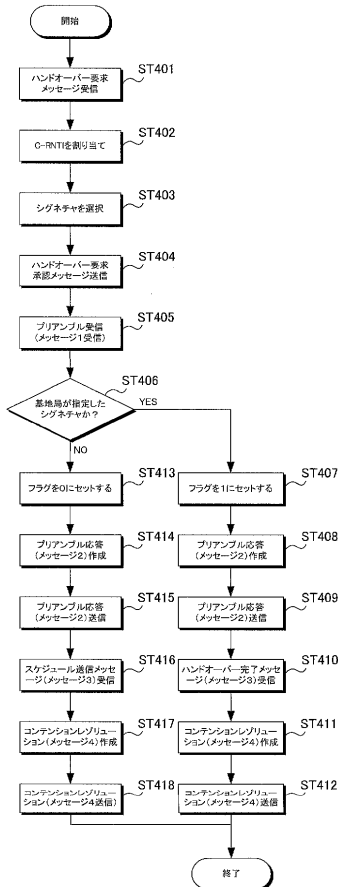 開始
ハンドオーバー要求
メッセージ受信
ST401
C-RNTIを割り当て
ST402
シグネチャを選択
ST403
ハンドオーバー要求
承認メッセージ送信
ST404
プリアンブル受信
(メッセージ1受信)
ST405
基地局が指定した
シグネチャか?
ST406
YES
NO
フラグを0にセットする
ST413
フラグを1にセットする
ST407
プリアンブル応答
(メッセージ2)作成
ST414
プリアンブル応答
(メッセージ2)作成
ST408
プリアンブル応答
(メッセージ2)送信
ST415
プリアンブル応答
(メッセージ2)送信
ST409
スケジュール送信メッセ
ージ(メッセージ3)受信
ST416
ハンドオーバー完了メッセ
ージ(メッセージ3)受信
ST410
コンテンションレゾリュー
ション(メッセージ4)作成
ST417
コンテンションレゾリュー
ション(メッセージ4)作成
ST411
コンテンションレゾリュー
ション(メッセージ4送信)
ST418
コンテンションレゾリュー
ション(メッセージ4)送信
ST412
終了